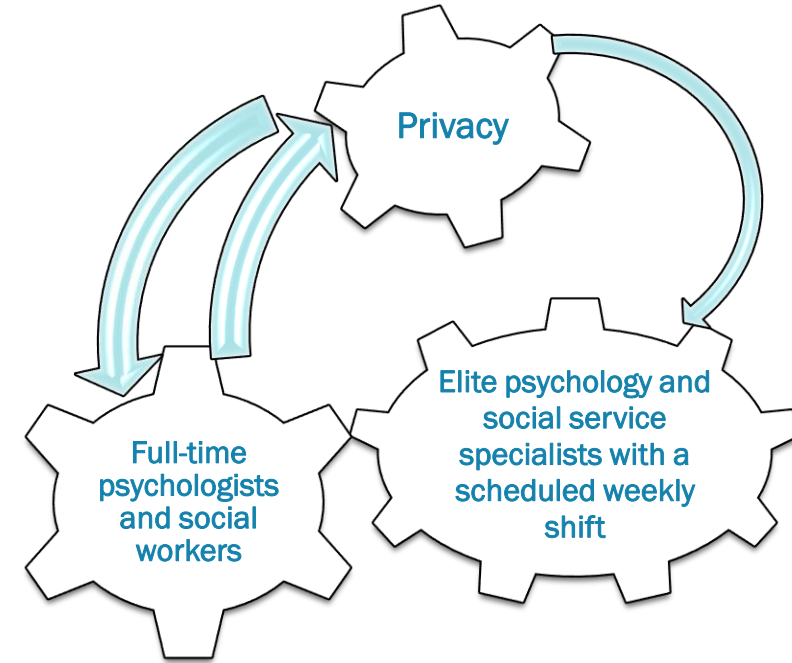 Privacy
Elite psychology and
social service
specialists with a
scheduled weekly
shift
Full-time
psychologists
and social
workers